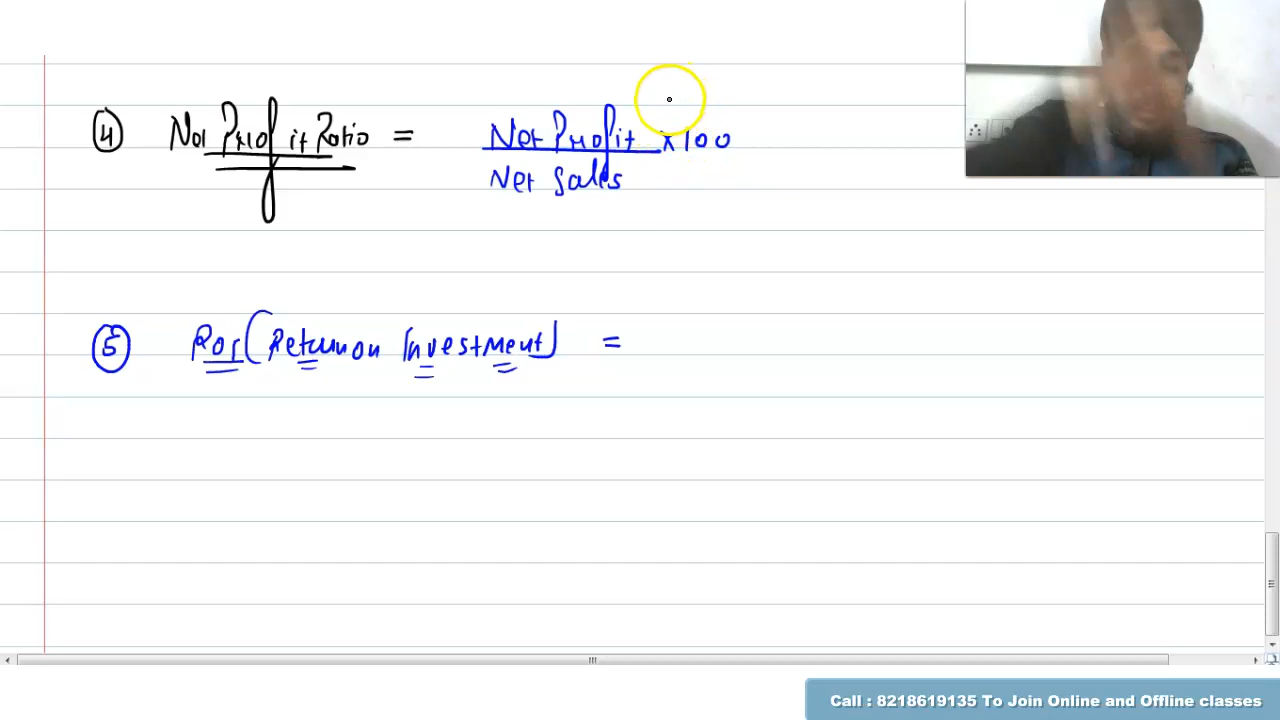 ④ Net Profit Ratio = Net Profit × 100
Net Sales
⑤ ROI (Return on Investment) =
Call : 8218619135 To Join Online and Offline classes